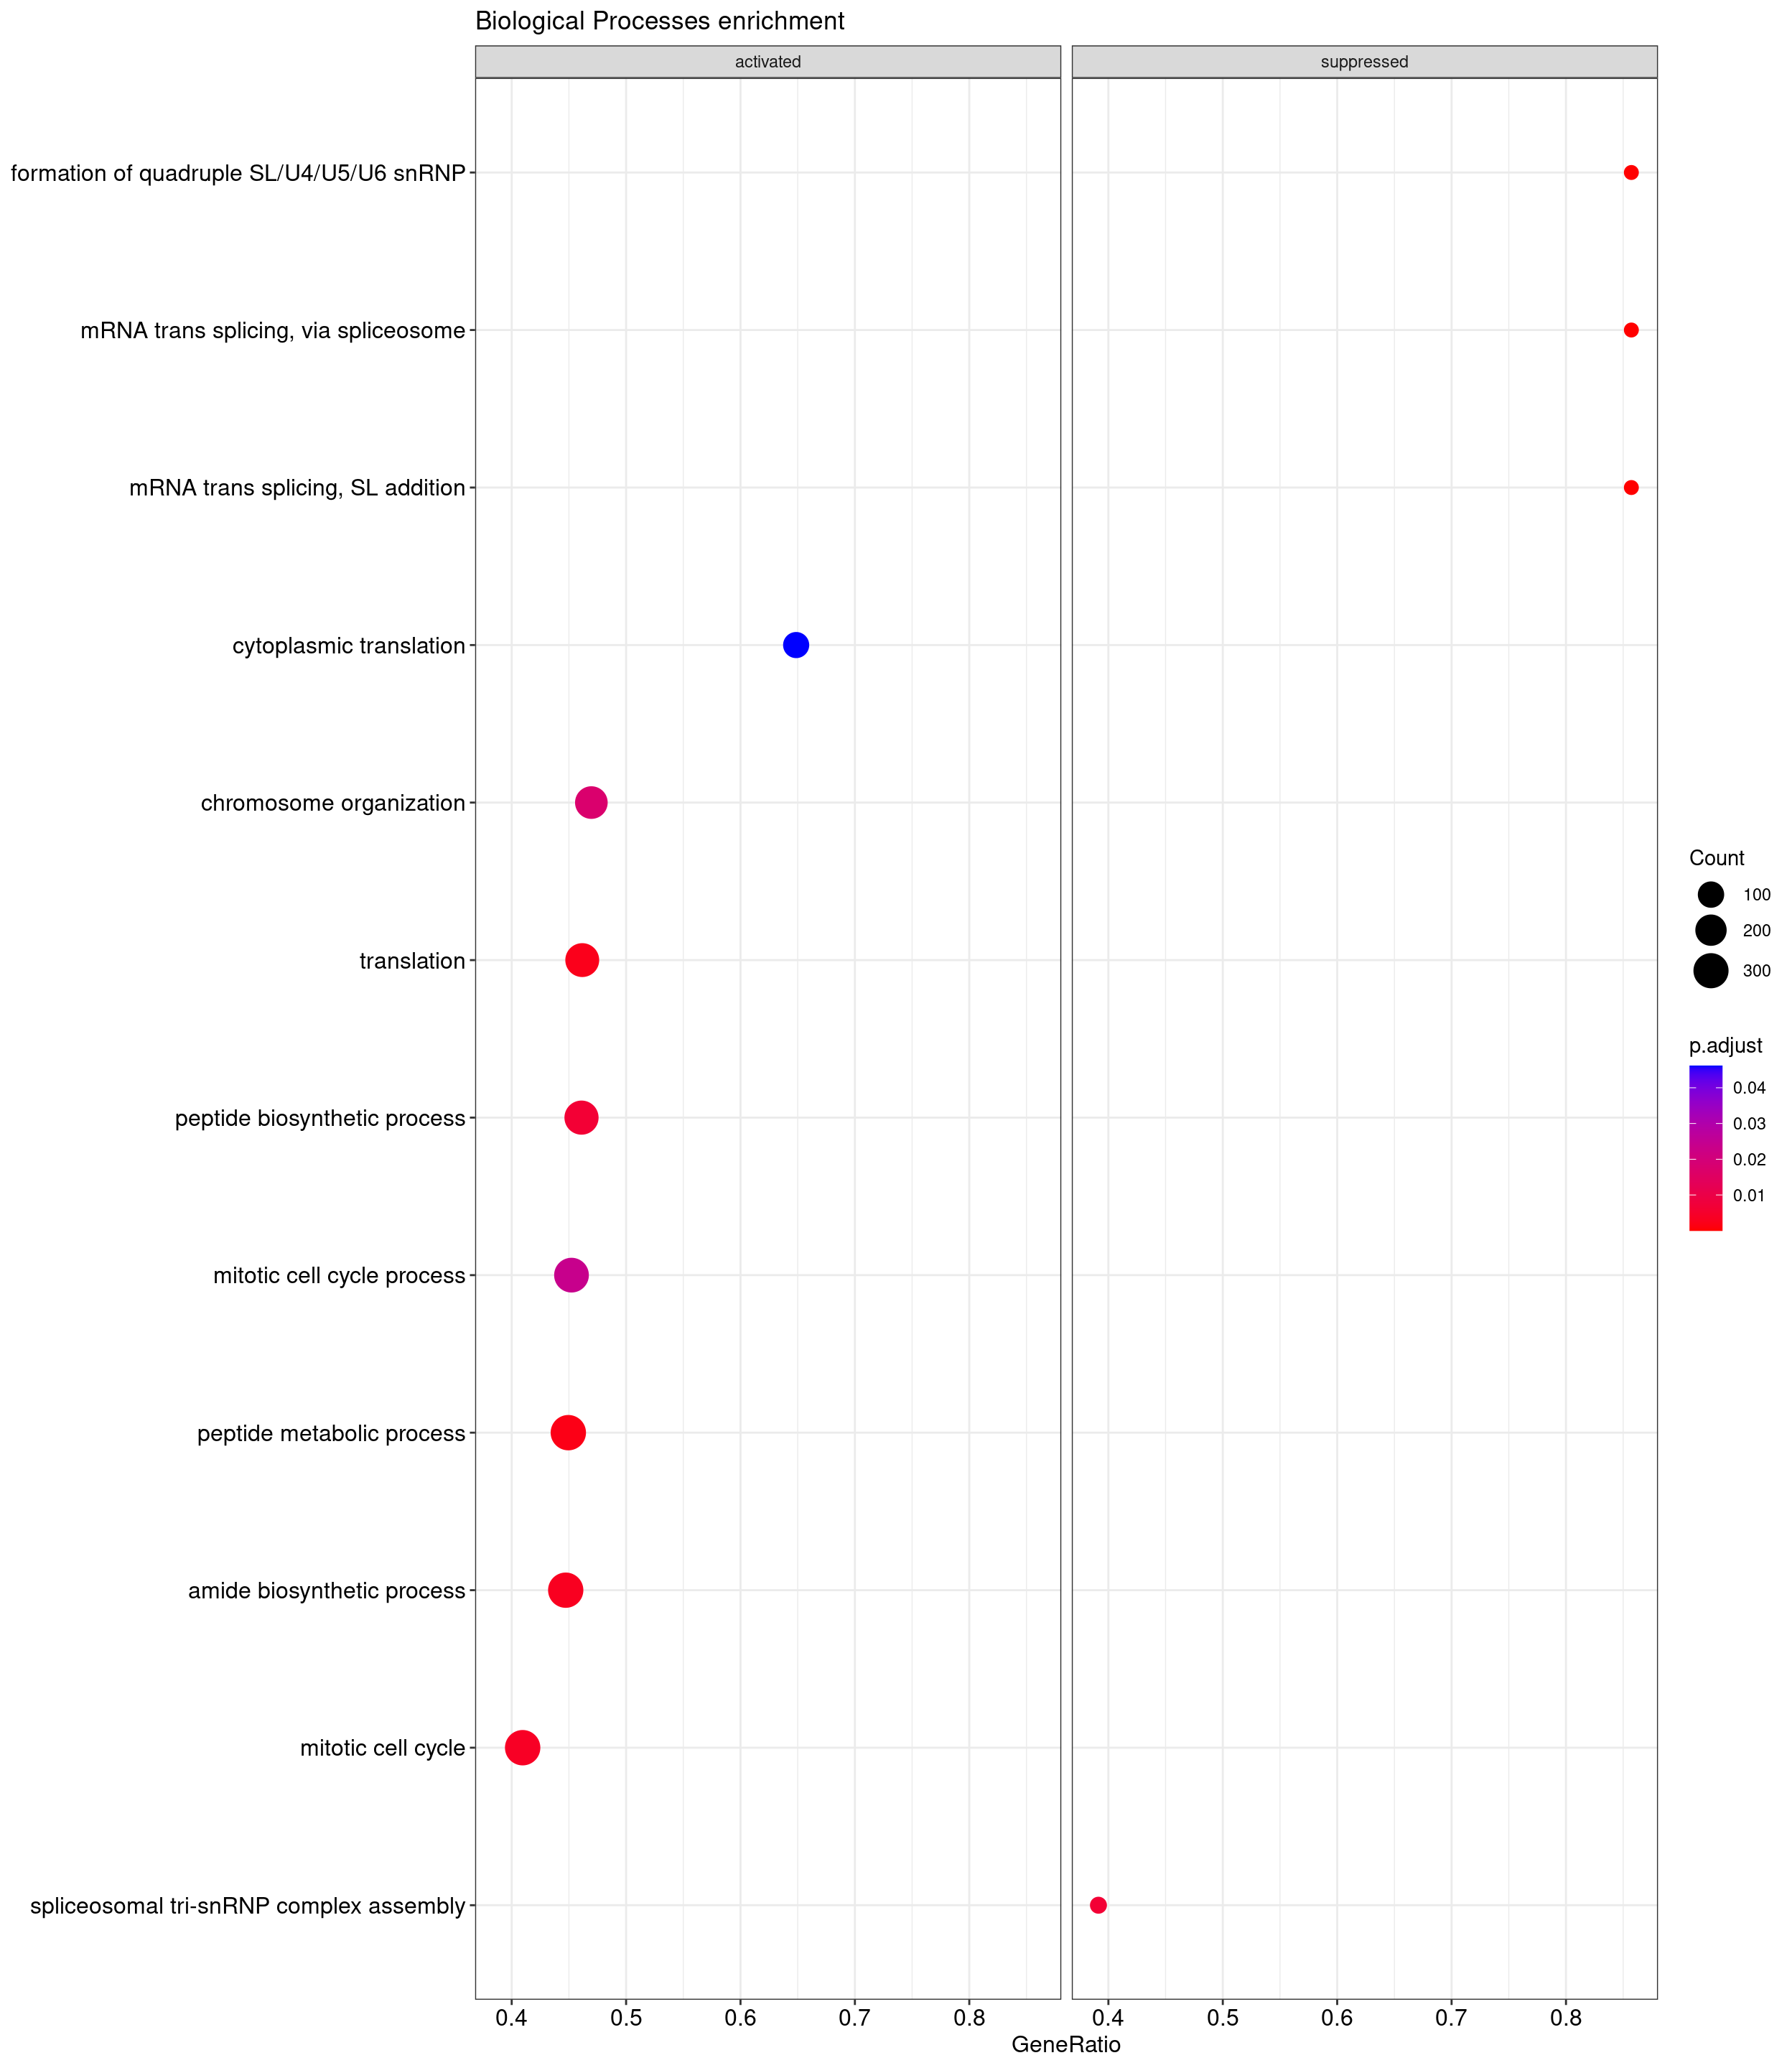 Biological Processes enrichment
activated
suppressed
formation of quadruple SL/U4/U5/U6 snRNP
mRNA trans splicing, via spliceosome
mRNA trans splicing, SL addition
cytoplasmic translation
chromosome organization
translation
peptide biosynthetic process
mitotic cell cycle process
peptide metabolic process
amide biosynthetic process
mitotic cell cycle
spliceosomal tri-snRNP complex assembly
0.4 0.5 0.6 0.7 0.8
0.4 0.5 0.6 0.7 0.8
GeneRatio
Count
100
200
300
p.adjust
0.04
0.03
0.02
0.01